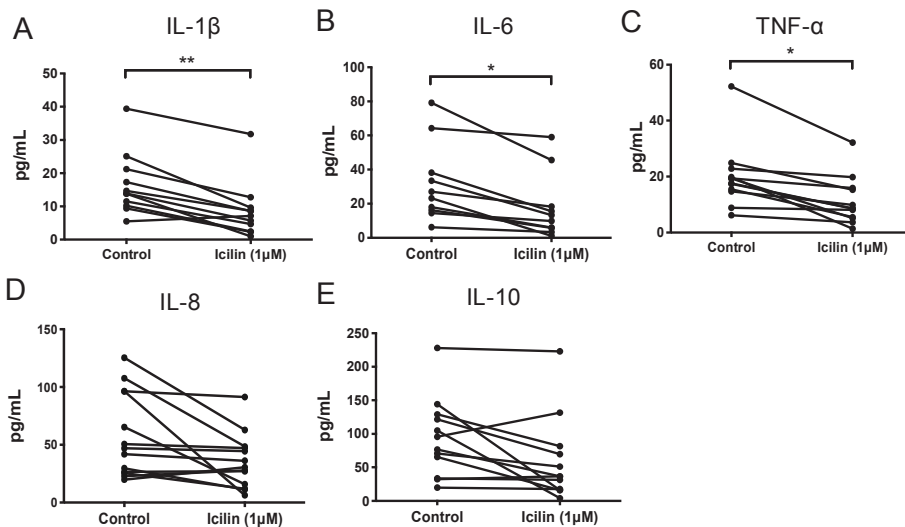 A
IL-1β
**
50
40
30
20
10
0
pg/mL
Control
Icilin (1μM)
B
IL-6
*
100
80
60
40
20
0
pg/mL
Control
Icilin (1μM)
C
TNF-α
*
60
40
20
0
pg/mL
Control
Icilin (1μM)
D
IL-8
150
100
50
0
pg/mL
Control
Icilin (1μM)
E
IL-10
250
200
150
100
50
0
pg/mL
Control
Icilin (1μM)